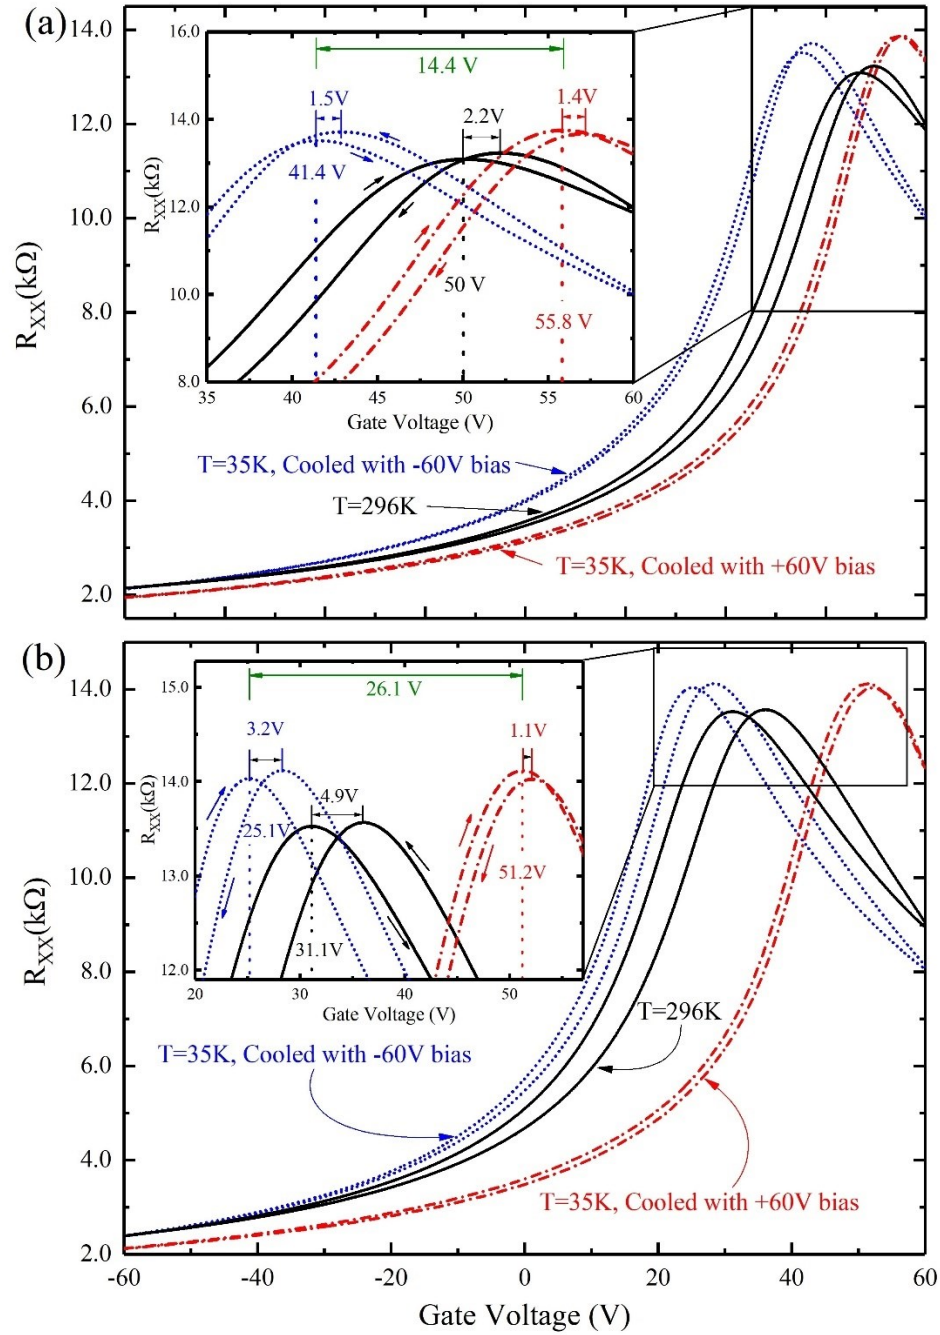 (a)
14.0
12.0
10.0
8.0
6.0
4.0
2.0
R_XX(kΩ)
16.0
14.0
12.0
10.0
8.0
R_XX(kΩ)
14.4 V
1.5V
2.2V
1.4V
41.4 V
50 V
55.8 V
35 40 45 50 55 60
Gate Voltage (V)
T=35K, Cooled with -60V bias
T=296K
T=35K, Cooled with +60V bias
(b)
14.0
12.0
10.0
8.0
6.0
4.0
2.0
R_XX(kΩ)
15.0
14.0
13.0
12.0
R_XX(kΩ)
26.1 V
3.2V
1.1V
4.9V
25.1V
51.2V
31.1V
20 30 40 50
Gate Voltage (V)
T=296K
T=35K, Cooled with -60V bias
T=35K, Cooled with +60V bias
-60 -40 -20 0 20 40 60
Gate Voltage (V)